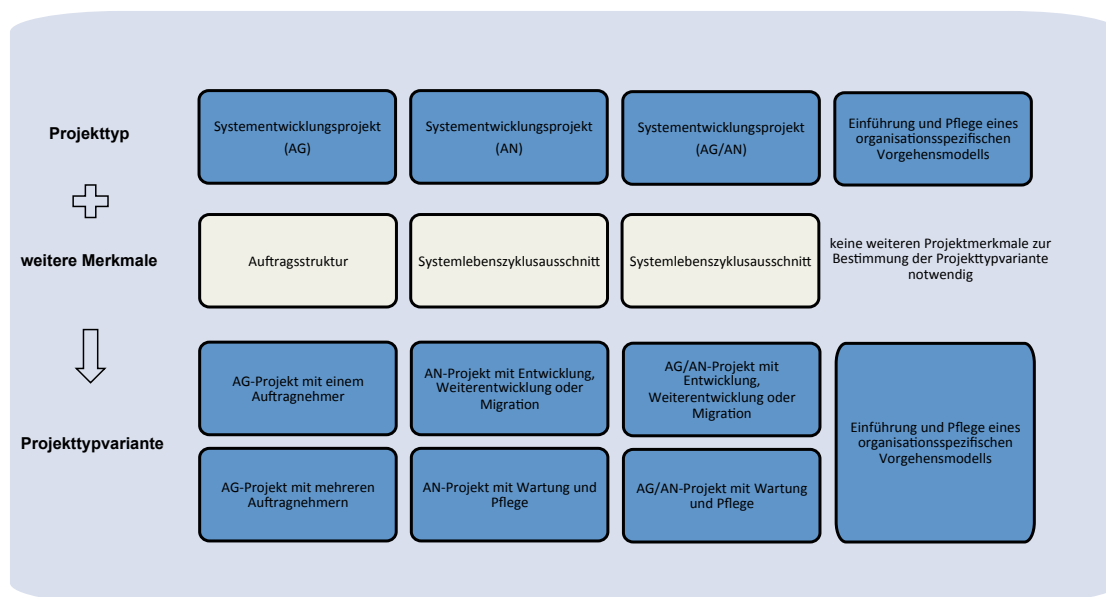 Projekttyp
Systementwicklungsprojekt
(AG)
Systementwicklungsprojekt
(AN)
Systementwicklungsprojekt
(AG/AN)
Einführung und Pflege eines
organisationsspezifischen
Vorgehensmodells
weitere Merkmale
Auftragsstruktur
Systemlebenszyklusausschnitt
Systemlebenszyklusausschnitt
keine weiteren Projektmerkmale zur
Bestimmung der Projekttypvariante
notwendig
Projekttypvariante
AG-Projekt mit einem
Auftragnehmer
AN-Projekt mit Entwicklung,
Weiterentwicklung oder
Migration
AG/AN-Projekt mit
Entwicklung,
Weiterentwicklung oder
Migration
Einführung und Pflege eines
organisationsspezifischen
Vorgehensmodells
AG-Projekt mit mehreren
Auftragnehmern
AN-Projekt mit Wartung und
Pflege
AG/AN-Projekt mit Wartung
und Pflege